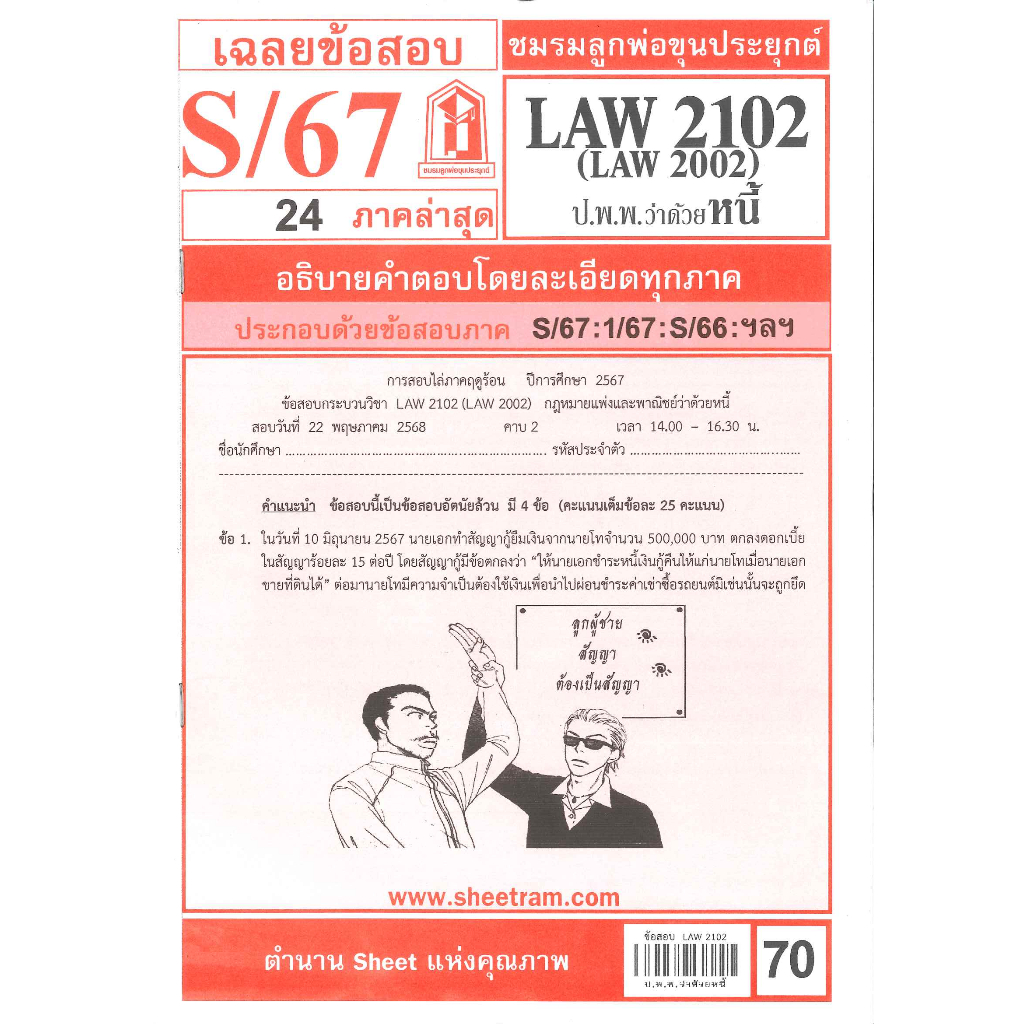 เฉลยข้อสอบ
ชมรมลูกพ่อขุนประยุกต์
S/67
ชมรมลูกพ่อขุนประยุกต์
24 ภาคล่าสุด
LAW 2102
(LAW 2002)
ป.พ.พ.ว่าด้วยหนี้
อธิบายคำตอบโดยละเอียดทุกภาค
ประกอบด้วยข้อสอบภาค S/67:1/67:S/66:ฯลฯ
การสอบไล่ภาคฤดูร้อน ปีการศึกษา 2567
ข้อสอบกระบวนวิชา LAW 2102 (LAW 2002) กฎหมายแพ่งและพาณิชย์ว่าด้วยหนี้
สอบวันที่ 22 พฤษภาคม 2568 คาบ 2 เวลา 14.00 – 16.30 น.
ชื่อนักศึกษา ............................................................. รหัสประจำตัว ........................................
คำแนะนำ ข้อสอบนี้เป็นข้อสอบอัตนัยล้วน มี 4 ข้อ (คะแนนเต็มข้อละ 25 คะแนน)
ข้อ 1. ในวันที่ 10 มิถุนายน 2567 นายเอกทำสัญญากู้ยืมเงินจากนายโทจำนวน 500,000 บาท ตกลงดอกเบี้ย
ในสัญญาร้อยละ 15 ต่อปี โดยสัญญากู้มีข้อตกลงว่า “ให้นายเอกชำระหนี้เงินกู้คืนให้แก่นายโทเมื่อนายเอก
ขายที่ดินได้” ต่อมานายโทมีความจำเป็นต้องใช้เงินเพื่อนำไปผ่อนชำระค่าเช่าซื้อรถยนต์มิเช่นนั้นจะถูกยึด
ลูกผู้ชาย
สัญญา
ต้องเป็นสัญญา
www.sheetram.com
ตำนาน Sheet แห่งคุณภาพ
ข้อสอบ LAW 2102
ป.พ.พ.ว่าด้วยหนี้
70